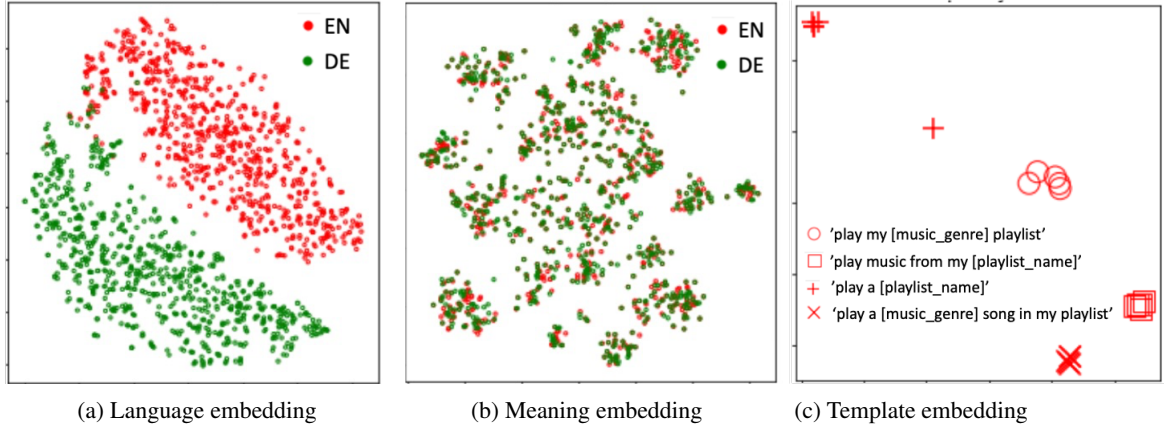 EN
DE
EN
DE
'play my [music_genre] playlist'
'play music from my [playlist_name]'
'play a [playlist_name]'
'play a [music_genre] song in my playlist'
(a) Language embedding
(b) Meaning embedding
(c) Template embedding